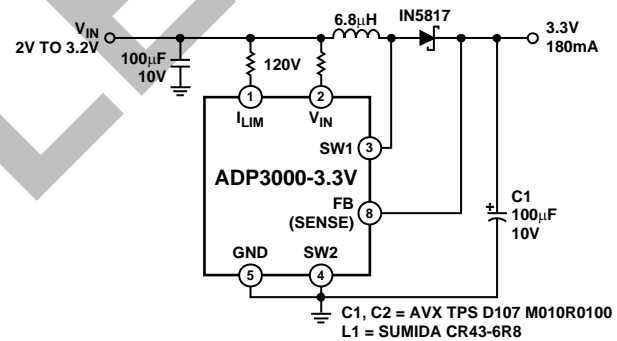 VIN
2V TO 3.2V
100μF
10V
120V
6.8μH
IN5817
3.3V
180mA
1
2
ILIM
VIN
SW1
3
ADP3000-3.3V
FB
(SENSE)
8
GND
SW2
5
4
+
C1
100μF
10V
C1, C2 = AVX TPS D107 M010R0100
L1 = SUMIDA CR43-6R8